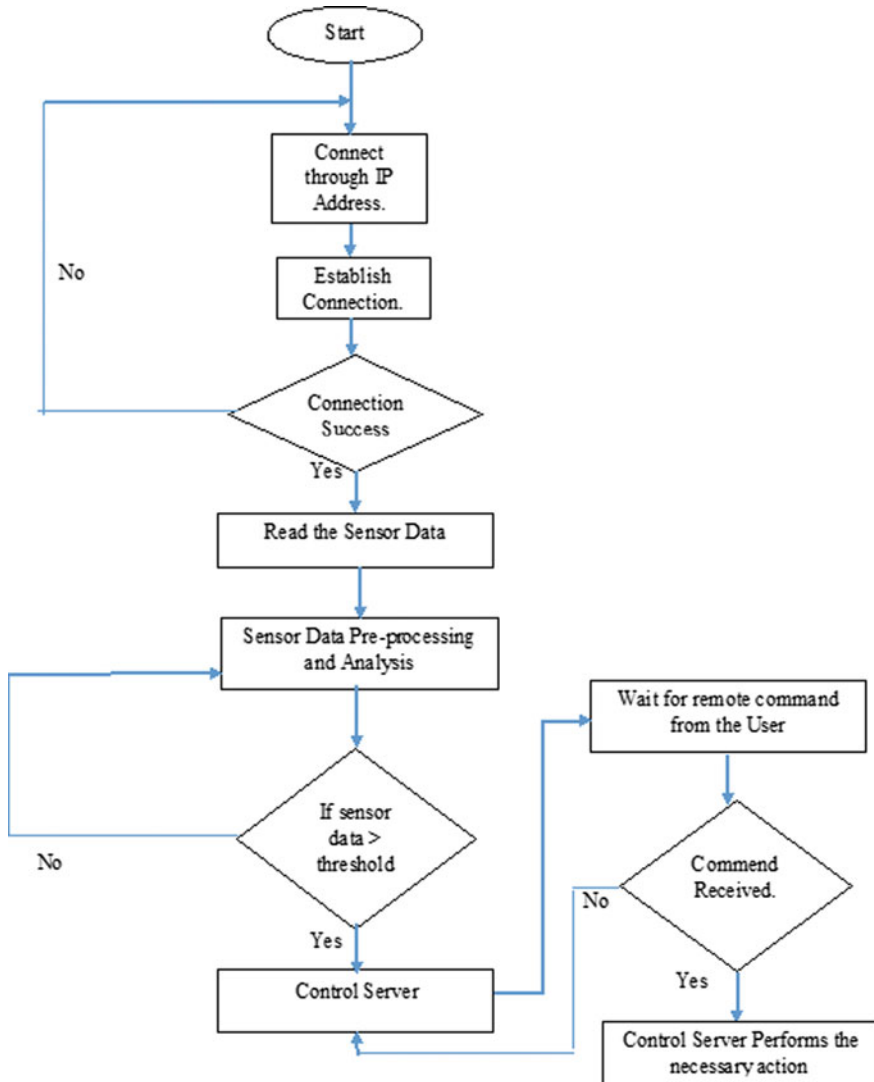 Start
Connect
through IP
Address.
No
Establish
Connection.
Connection
Success
Yes
Read the Sensor Data
Sensor Data Pre-processing
and Analysis
If sensor
data >
threshold
No
Yes
Control Server
Wait for remote command
from the User
Commend
Received.
No
Yes
Control Server Performs the
necessary action